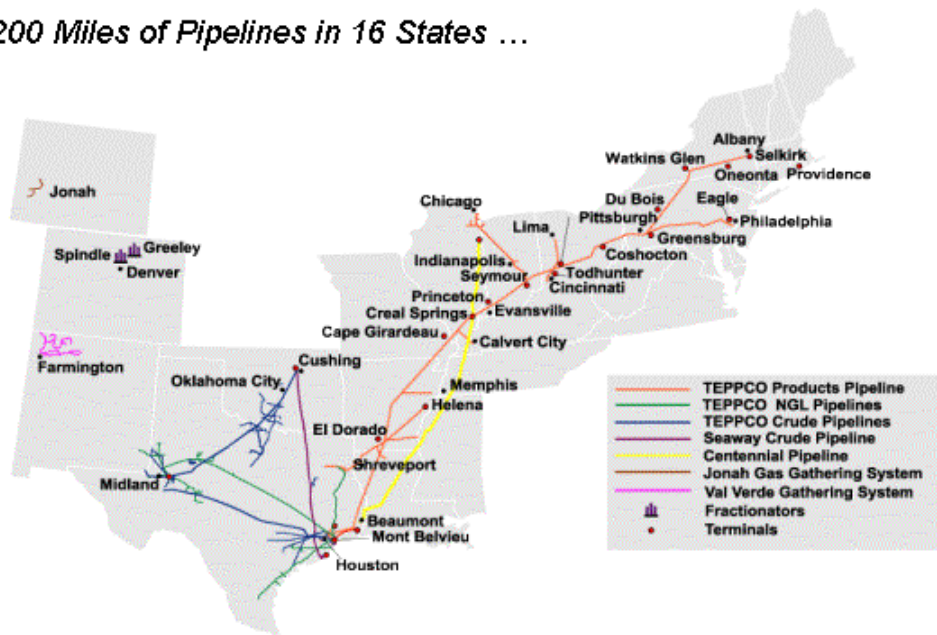 200 Miles of Pipelines in 16 States ...
Albany
Selkirk
Watkins Glen
Oneonta
Providence
Jonah
Du Bois
Eagle
Chicago
Pittsburgh
Philadelphia
Lima
Greensburg
Spindle
Greeley
Coshocton
Denver
Indianapolis
Todhunter
Seymour
Cincinnati
Princeton
Creal Springs
Evansville
Cape Girardeau
Calvert City
Farmington
Cushing
Oklahoma City
Memphis
Helena
El Dorado
Shreveport
Midland
Beaumont
Mont Belvieu
Houston
TEPPCO Products Pipeline
TEPPCO NGL Pipelines
TEPPCO Crude Pipelines
Seaway Crude Pipeline
Centennial Pipeline
Jonah Gas Gathering System
Val Verde Gathering System
Fractionators
Terminals